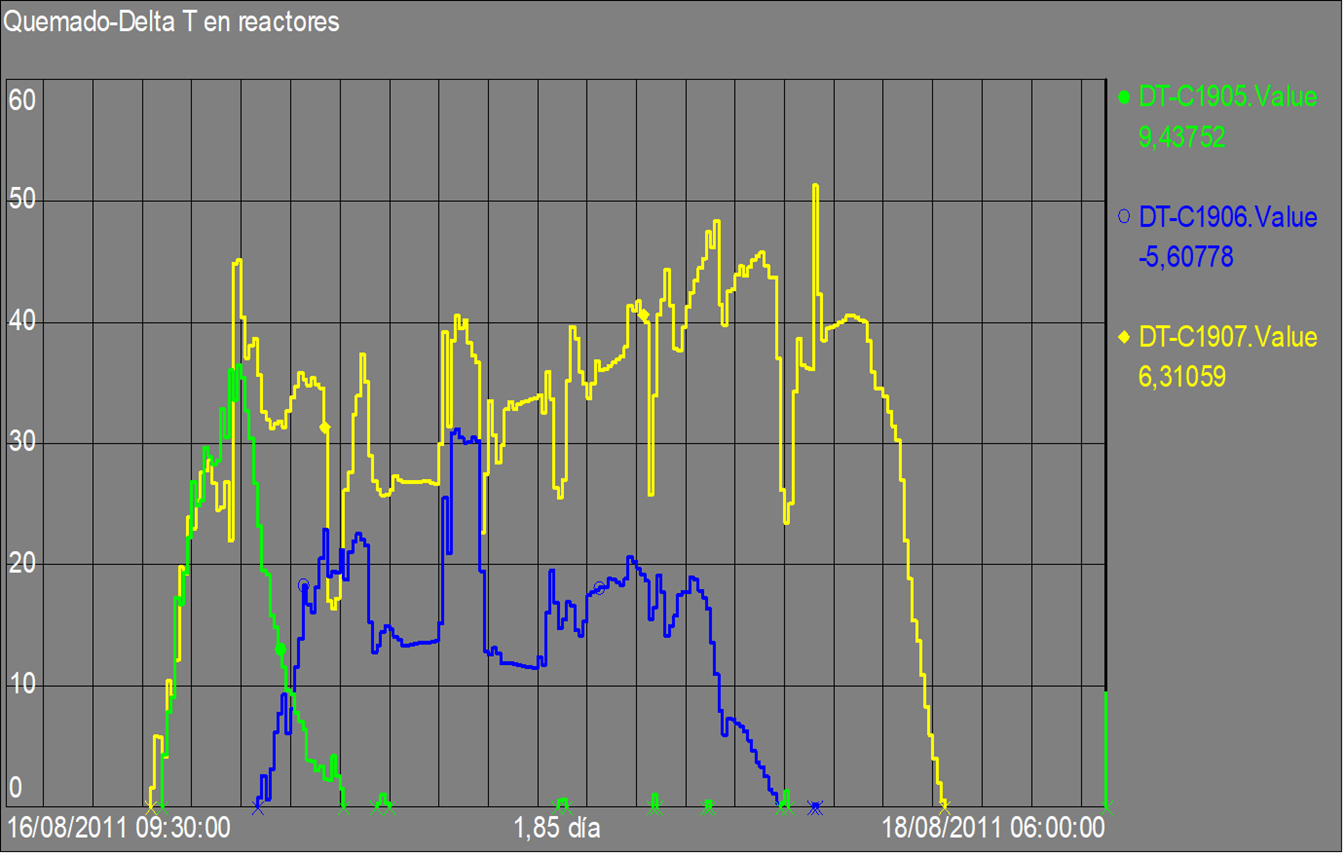 Quemado-Delta T en reactores
60
50
40
30
20
10
0
16/08/2011 09:30:00
1,85 día
18/08/2011 06:00:00
DT-C1905.Value
9,43752
DT-C1906.Value
-5,60778
DT-C1907.Value
6,31059